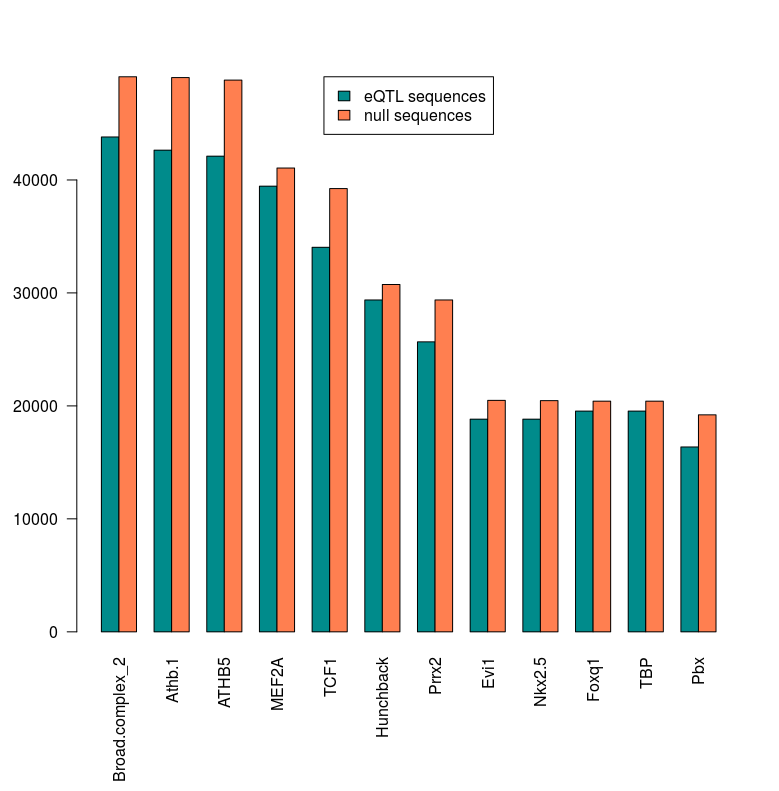 eQTL sequences
null sequences
40000
30000
20000
10000
0
Broad.complex_2
Athb.1
ATHB5
MEF2A
TCF1
Hunchback
Prrx2
Evi1
Nkx2.5
Foxq1
TBP
Pbx